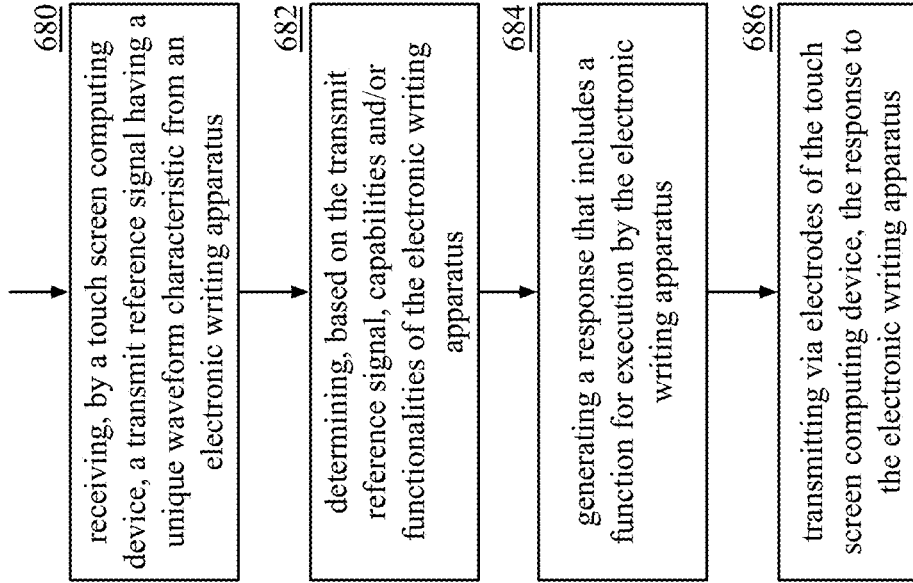 680
receiving, by a touch screen computing
device, a transmit reference signal having a
unique waveform characteristic from an
electronic writing apparatus
682
determining, based on the transmit
reference signal, capabilities and/or
functionalities of the electronic writing
apparatus
684
generating a response that includes a
function for execution by the electronic
writing apparatus
686
transmitting via electrodes of the touch
screen computing device, the response to
the electronic writing apparatus